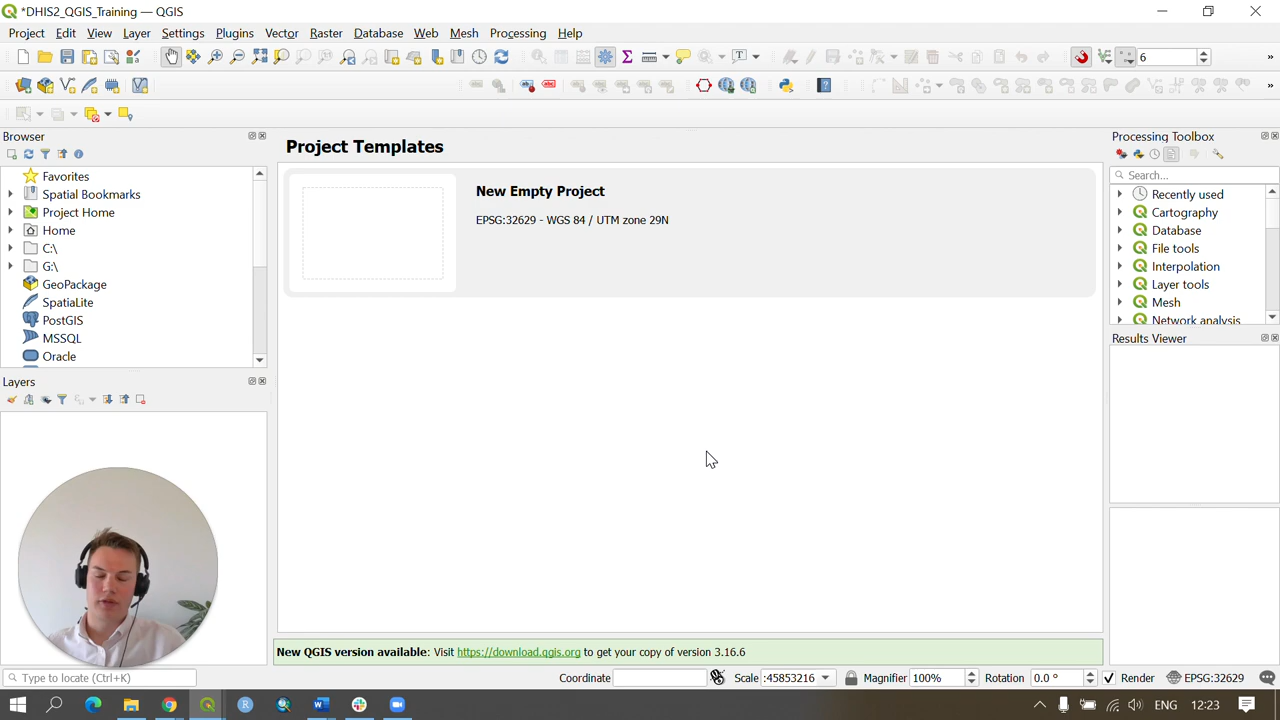 *DHIS2_QGIS_Training — QGIS
Project Edit View Layer Settings Plugins Vector Raster Database Web Mesh Processing Help
6
Browser
Favorites
Spatial Bookmarks
Project Home
Home
C:\
G:\
GeoPackage
SpatiaLite
PostGIS
MSSQL
Oracle
Layers
Project Templates
New Empty Project
EPSG:32629 - WGS 84 / UTM zone 29N
Processing Toolbox
Search...
Recently used
Cartography
Database
File tools
Interpolation
Layer tools
Mesh
Network analysis
Results Viewer
New QGIS version available: Visit https://download.qgis.org to get your copy of version 3.16.6
Type to locate (Ctrl+K)
Coordinate
Scale :45853216
Magnifier 100%
Rotation 0.0 °
Render
EPSG:32629
ENG 12:23